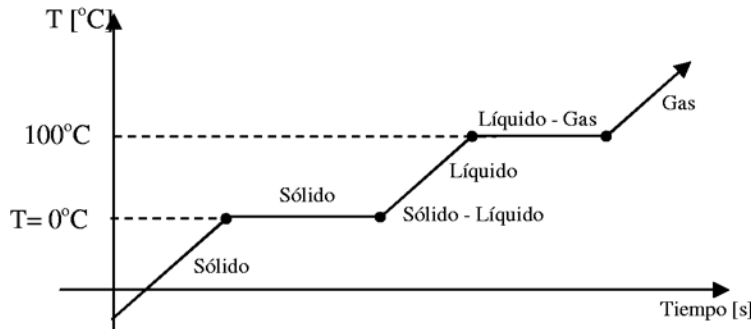 T [°C]
Gas
Líquido - Gas
100°C
Líquido
Sólido
Sólido - Líquido
T= 0°C
Sólido
Tiempo [s]